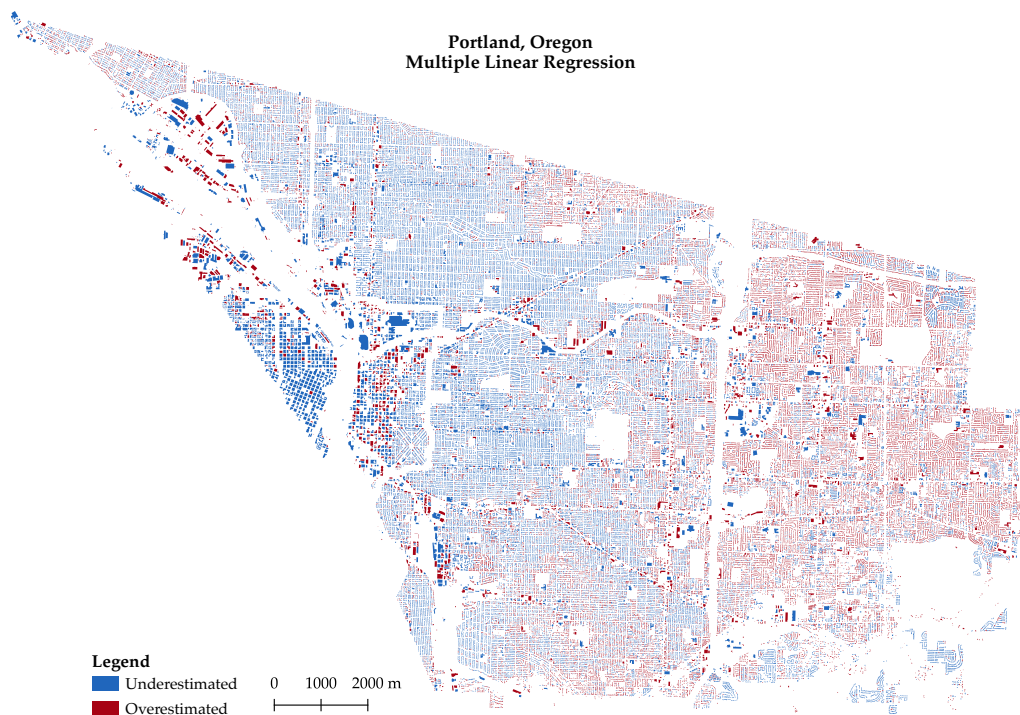 Portland, Oregon
Multiple Linear Regression
Legend
Underestimated
Overestimated
0 1000 2000 m